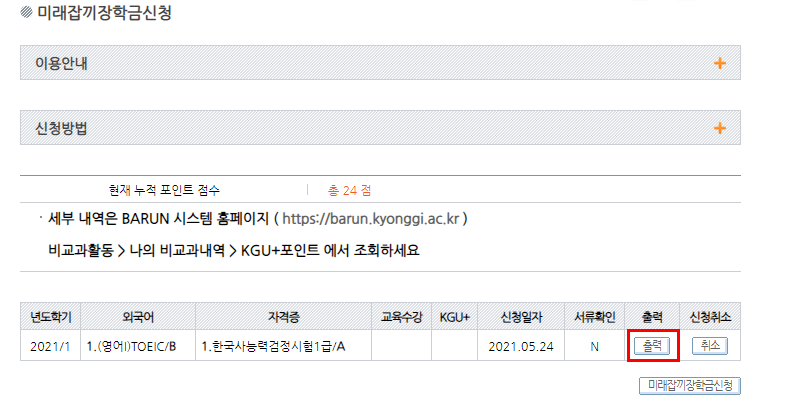 미래잡끼장학금신청
이용안내
신청방법
현재 누적 포인트 점수 총 24 점
· 세부 내역은 BARUN 시스템 홈페이지 ( https://barun.kyonggi.ac.kr )
비교과활동 > 나의 비교과내역 > KGU+포인트 에서 조회하세요
년도학기 외국어 자격증 교육수강 KGU+ 신청일자 서류확인 출력 신청취소
2021/1 1.(영어I)TOEIC/B 1.한국사능력검정시험1급/A 2021.05.24 N 출력 취소
미래잡끼장학금신청